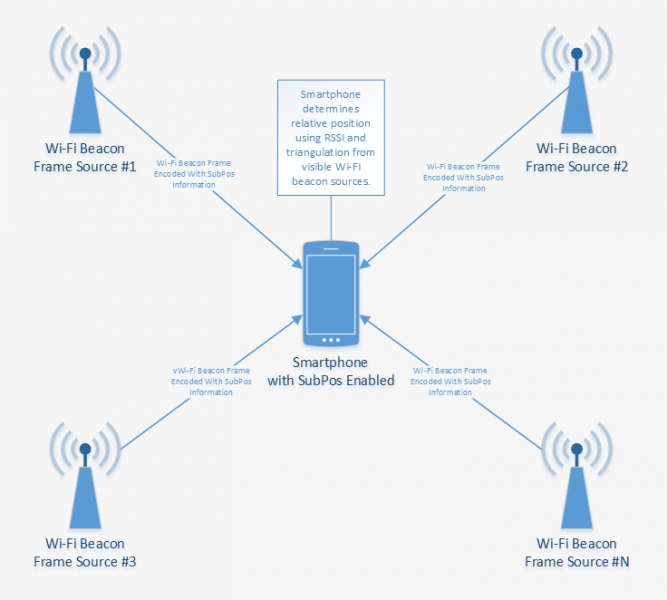 Smartphone
determines
relative position
using RSSI and
triangulation from
visible Wi-FI
beacon sources.
Wi-Fi Beacon
Frame Source #1
Wi-Fi Beacon
Frame Source #2
Wi-Fi Beacon Frame
Encoded With SubPos
Information
Wi-Fi Beacon Frame
Encoded With SubPos
Information
Smartphone
with SubPos Enabled
vWi-Fi Beacon Frame
Encoded With SubPos
Information
Wi-Fi Beacon Frame
Encoded With SubPos
Information
Wi-Fi Beacon
Frame Source #3
Wi-Fi Beacon
Frame Source #N